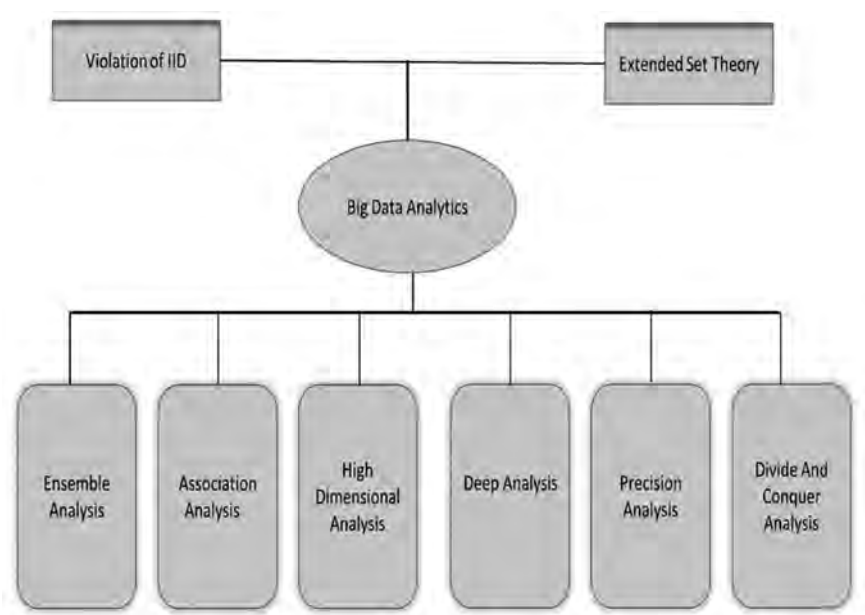 Violation of IID
Extended Set Theory
Big Data Analytics
Ensemble
Analysis
Association
Analysis
High
Dimensional
Analysis
Deep Analysis
Precision
Analysis
Divide And
Conquer
Analysis